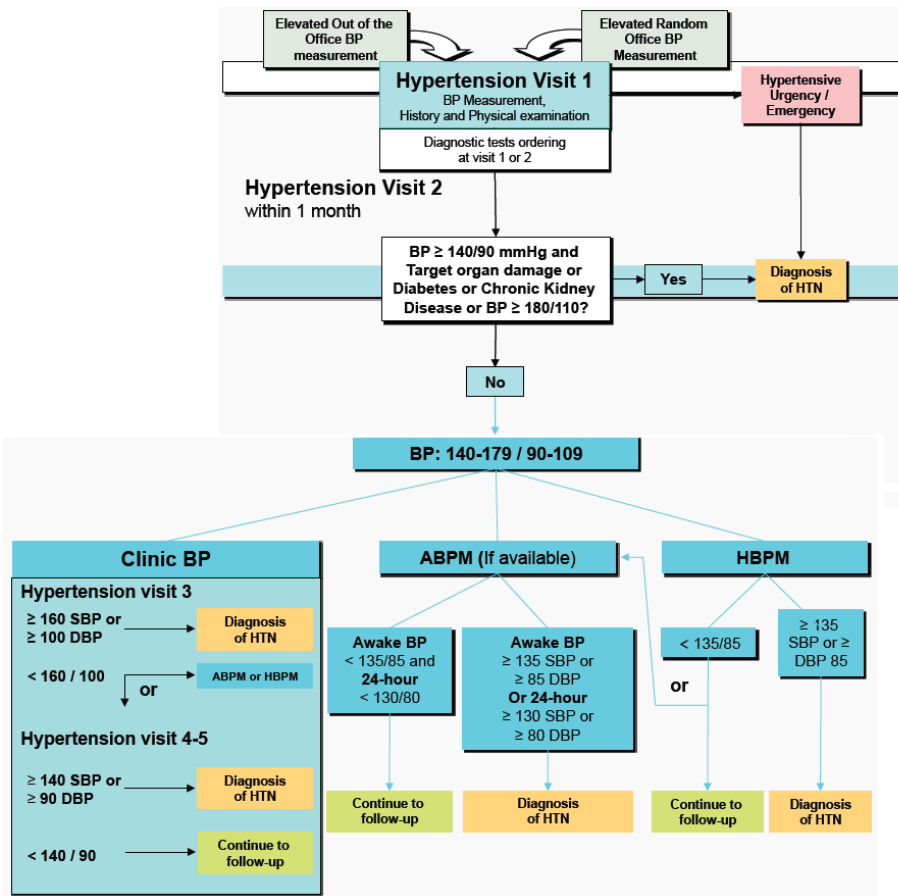 Elevated Out of the
Office BP
measurement
Elevated Random
Office BP
Measurement
Hypertension Visit 1
BP Measurement,
History and Physical examination
Hypertensive
Urgency /
Emergency
Diagnostic tests ordering
at visit 1 or 2
Hypertension Visit 2
within 1 month
BP ≥ 140/90 mmHg and
Target organ damage or
Diabetes or Chronic Kidney
Disease or BP ≥ 180/110?
Yes
Diagnosis
of HTN
No
BP: 140-179 / 90-109
Clinic BP
Hypertension visit 3
≥ 160 SBP or
≥ 100 DBP
Diagnosis
of HTN
< 160 / 100
ABPM or HBPM
or
Hypertension visit 4-5
≥ 140 SBP or
≥ 90 DBP
Diagnosis
of HTN
< 140 / 90
Continue to
follow-up
ABPM (If available)
Awake BP
< 135/85 and
24-hour
< 130/80
Awake BP
≥ 135 SBP or
≥ 85 DBP
Or 24-hour
≥ 130 SBP or
≥ 80 DBP
Continue to
follow-up
Diagnosis
of HTN
HBPM
< 135/85
≥ 135
SBP or ≥
DBP 85
or
Continue to
follow-up
Diagnosis
of HTN